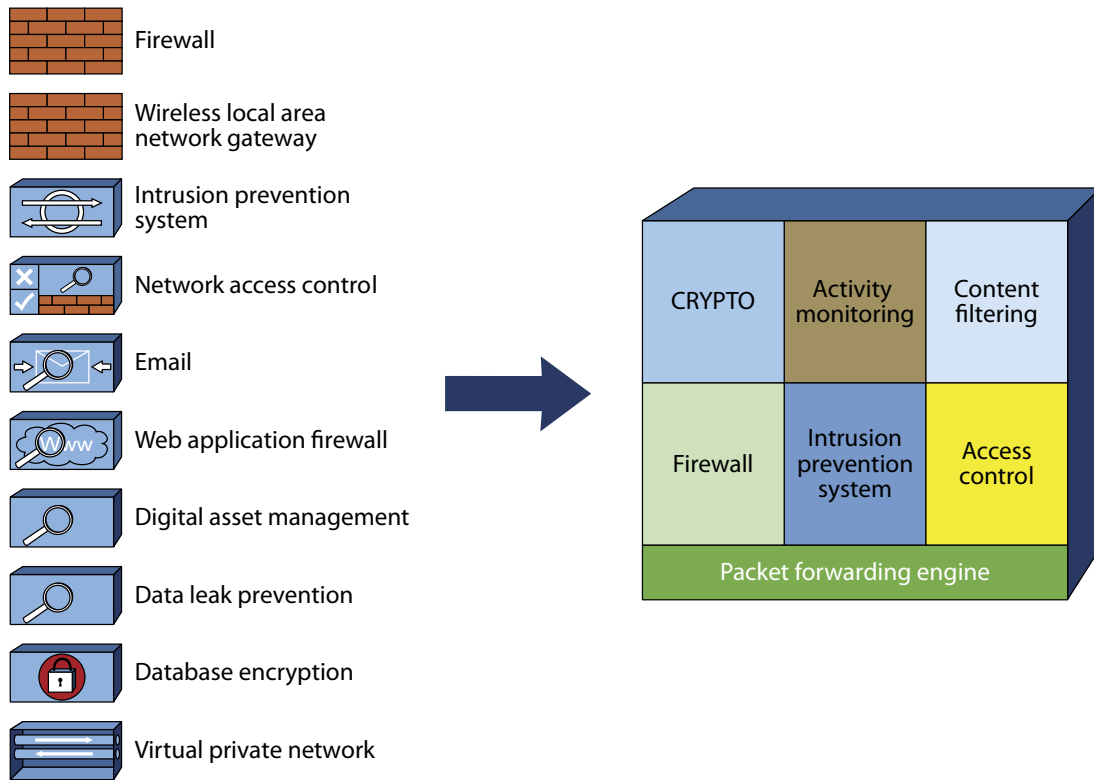 Firewall
Wireless local area
network gateway
Intrusion prevention
system
Network access control
Email
Www
Web application firewall
Digital asset management
Data leak prevention
Database encryption
Virtual private network
CRYPTO
Activity
monitoring
Content
filtering
Firewall
Intrusion
prevention
system
Access
control
Packet forwarding engine